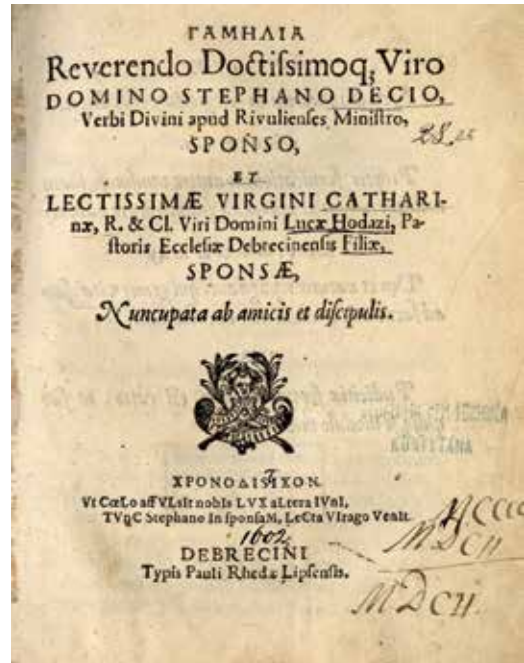 ΓΑΜΗΛΙΑ
Reverendo Doctiſsimoq; Viro
DOMINO STEPHANO DECIO,
Verbi Divini apud Rivulienſes Miniſtro,
SPONSO,
ET
LECTISSIMÆ VIRGINI CATHARI-
næ, R. & Cl. Viri Domini Lucæ Hodazi, Pa-
ſtoris Eccleſiæ Debrecinenſis Filiæ,
SPONSÆ,
Nuncupata ab amicis et diſcipulis.
ΧΡΟΝΟΔΙΣΙΧΟΝ.
Vt CœLo affVLsIt nobIs LVX aLtera IVnI,
TVnC Stephano In ſponſaM, LeCta VIrago VenIt.
1602
DEBRECINI
Typis Pauli Rhedæ Lipſenſis.
MDCII
MDCII.